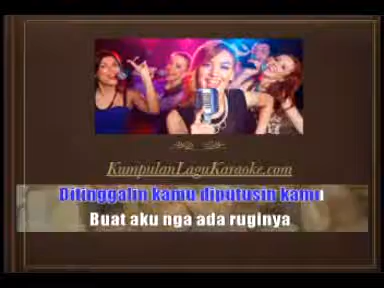 KumpulanLaguKaraoke.com
Ditinggalin kamu diputusin kamu
Buat aku nga ada ruginya